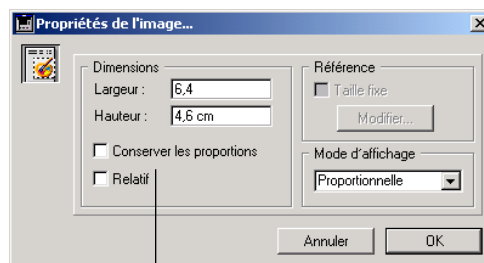 Propriétés de l'image...
Dimensions
Largeur :
6,4
Hauteur :
4,6 cm
Conserver les proportions
Relatif
Référence
Taille fixe
Modifier...
Mode d'affichage
Proportionnelle
Annuler
OK